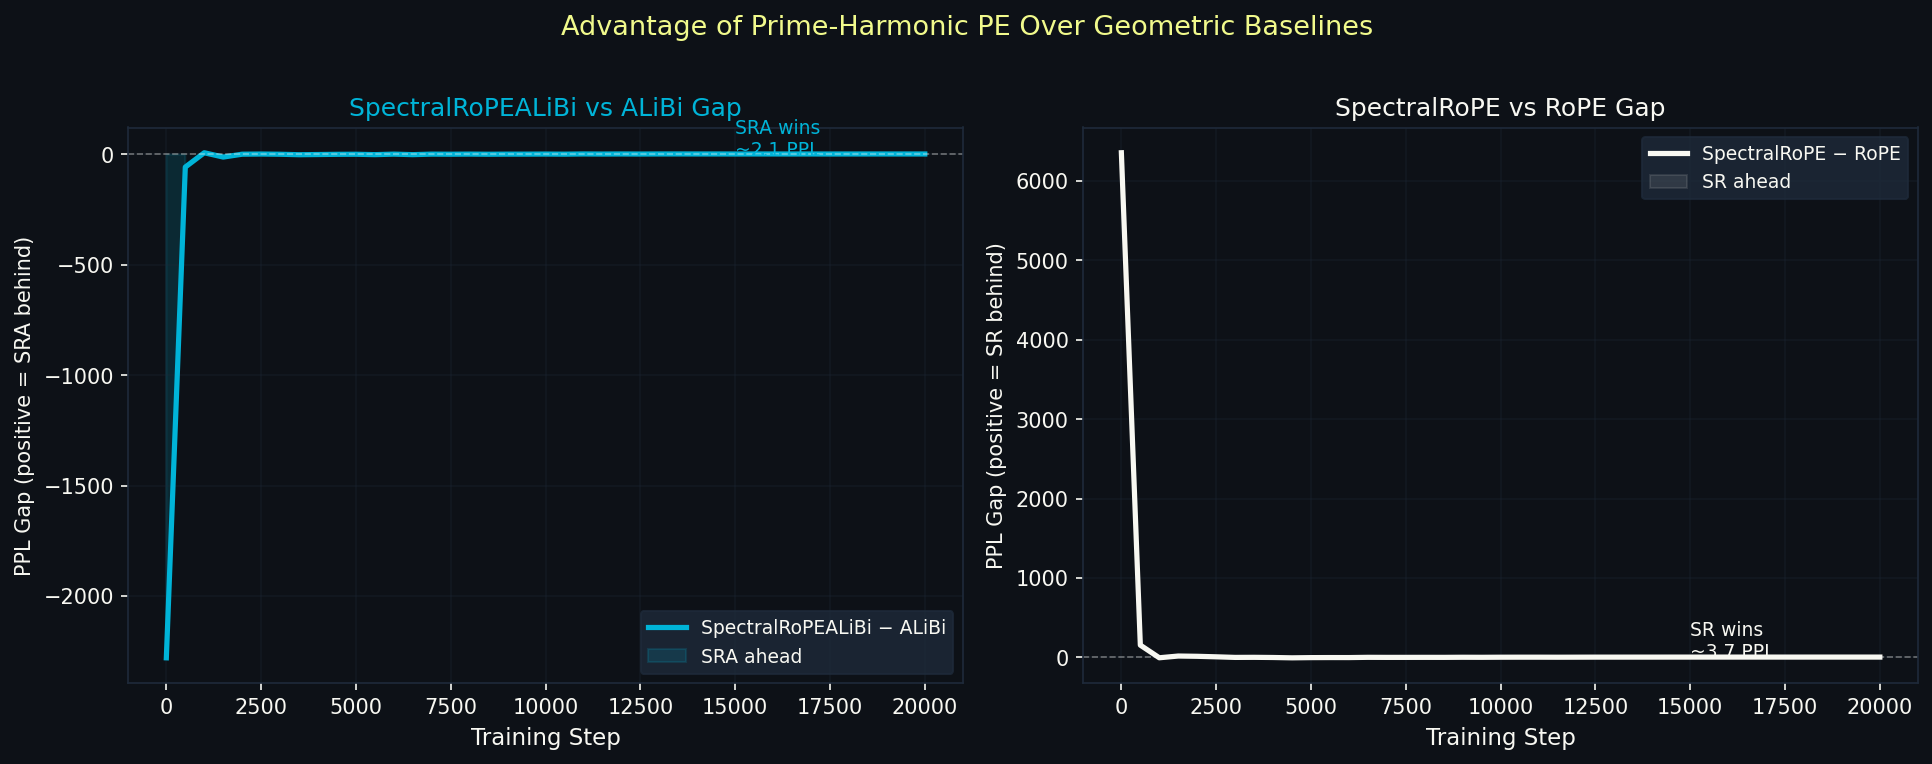 Advantage of Prime-Harmonic PE Over Geometric Baselines
SpectralRoPEALiBi vs ALiBi Gap
SRA wins
~2.1 PPL
PPL Gap (positive = SRA behind)
0
−500
−1000
−1500
−2000
SpectralRoPEALiBi − ALiBi
SRA ahead
0 2500 5000 7500 10000 12500 15000 17500 20000
Training Step
SpectralRoPE vs RoPE Gap
PPL Gap (positive = SR behind)
6000
5000
4000
3000
2000
1000
0
SpectralRoPE − RoPE
SR ahead
SR wins
~3.7 PPL
0 2500 5000 7500 10000 12500 15000 17500 20000
Training Step